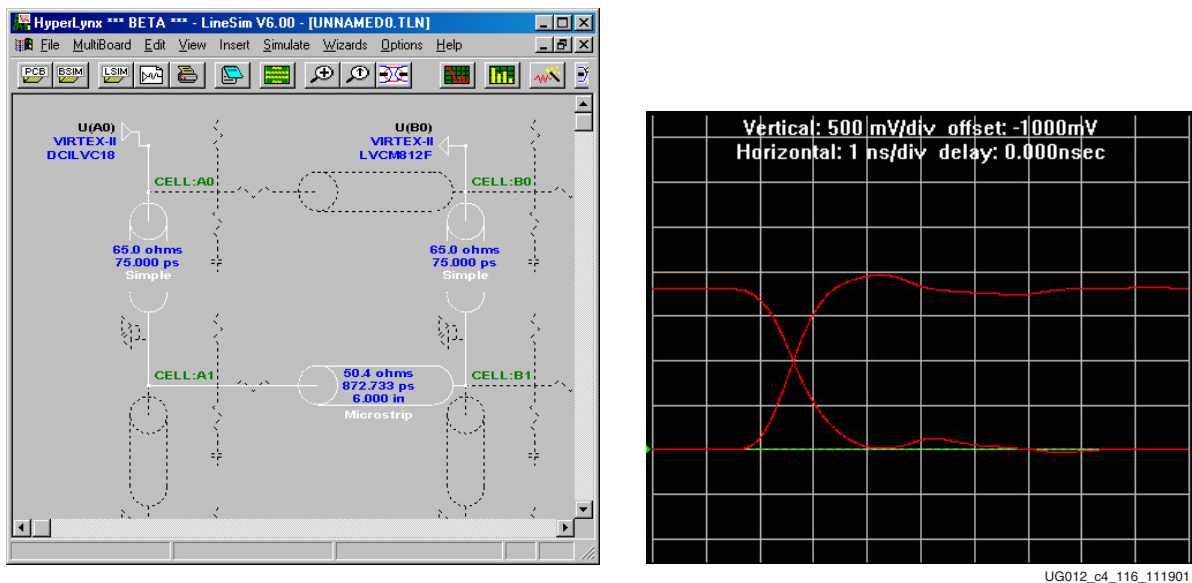 HyperLynx *** BETA *** - LineSim V6.00 - [UNNAMED0.TLN]
File MultiBoard Edit View Insert Simulate Wizards Options Help
PCB BSIM LSIM
U(A0)
VIRTEX-II
DCILVC18
U(B0)
VIRTEX-II
LVCM812F
CELL:A0
CELL:B0
65.0 ohms
75.000 ps
Simple
65.0 ohms
75.000 ps
Simple
CELL:A1
50.4 ohms
872.733 ps
6.000 in
Microstrip
CELL:B1
Vertical: 500 mV/div offset: -1000mV
Horizontal: 1 ns/div delay: 0.000nsec
UG012_c4_116_111901